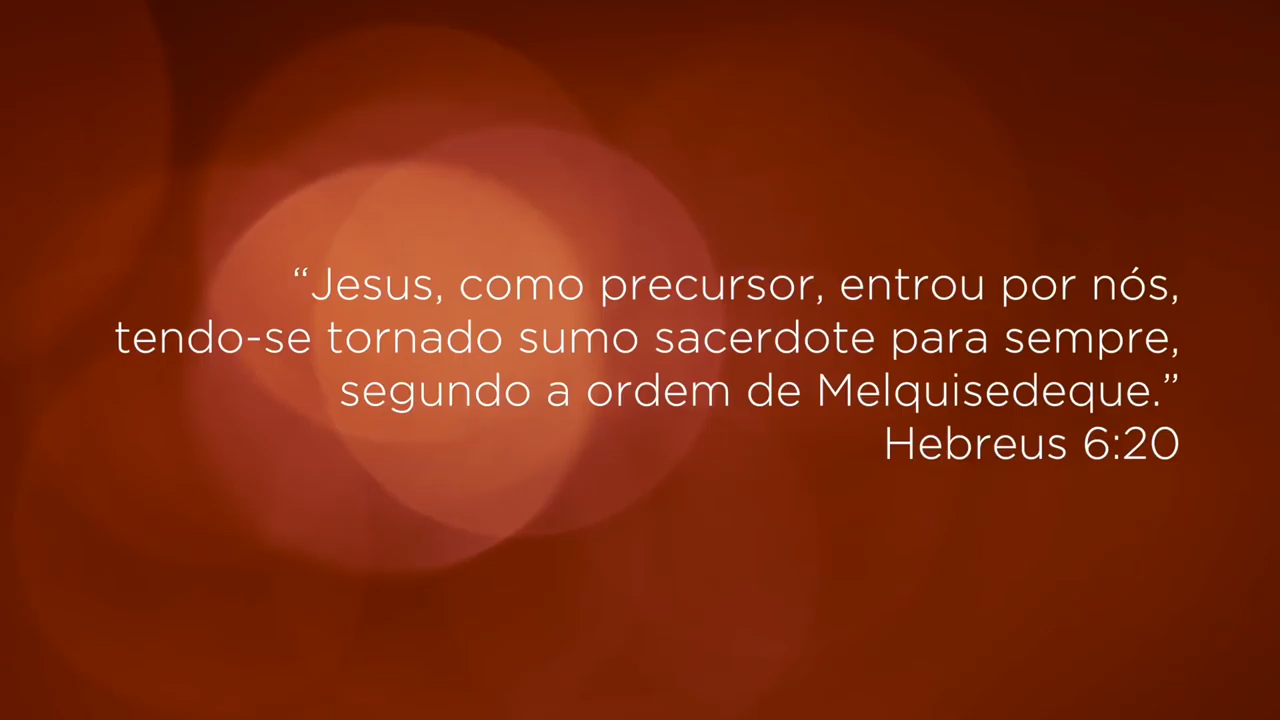 “Jesus, como precursor, entrou por nós,
tendo-se tornado sumo sacerdote para sempre,
segundo a ordem de Melquisedeque.”
Hebreus 6:20